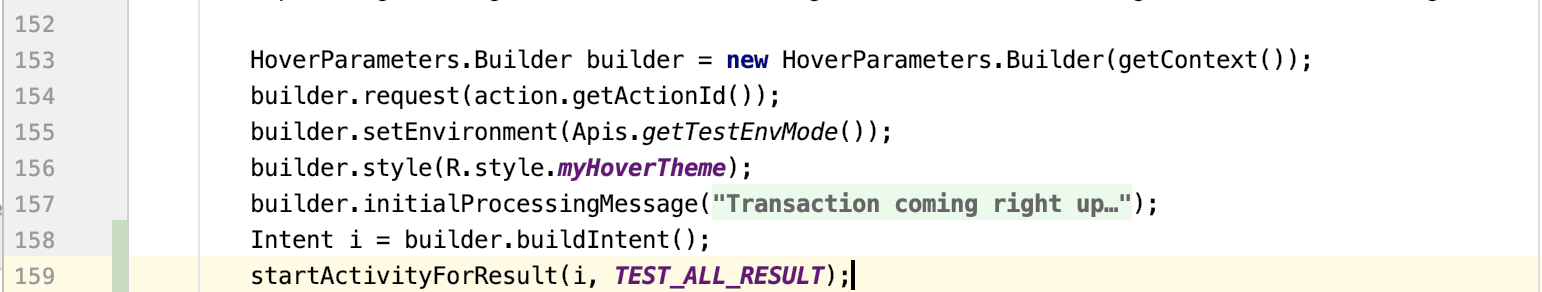 152
153 HoverParameters.Builder builder = new HoverParameters.Builder(getContext());
154 builder.request(action.getActionId());
155 builder.setEnvironment(Apis.getTestEnvMode());
156 builder.style(R.style.myHoverTheme);
157 builder.initialProcessingMessage("Transaction coming right up…");
158 Intent i = builder.buildIntent();
159 startActivityForResult(i, TEST_ALL_RESULT);